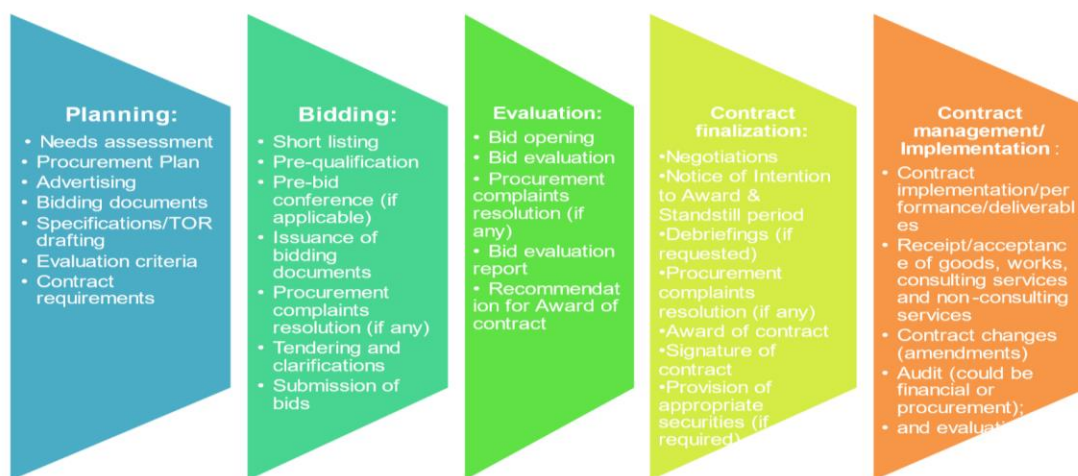 Planning:
• Needs assessment
• Procurement Plan
• Advertising
• Bidding documents
• Specifications/TOR
drafting
• Evaluation criteria
• Contract
requirements
Bidding:
• Short listing
• Pre-qualification
• Pre-bid
conference (if
applicable)
• Issuance of
bidding
documents
• Procurement
complaints
resolution (if any)
• Tendering and
clarifications
• Submission of
bids
Evaluation:
• Bid opening
• Bid evaluation
• Procurement
complaints
resolution (if
any)
• Bid evaluation
report
• Recommendat
ion for Award of
contract
Contract
finalization:
•Negotiations
•Notice of Intention
to Award &
Standstill period
•Debriefings (if
requested)
•Procurement
complaints
resolution (if any)
•Award of contract
•Signature of
contract
•Provision of
appropriate
securities (if
required)
Contract
management/
Implementation :
• Contract
implementation/per
formance/deliverabl
es
• Receipt/acceptanc
e of goods, works,
consulting services
and non-consulting
services
• Contract changes
(amendments)
• Audit (could be
financial or
procurement);
• and